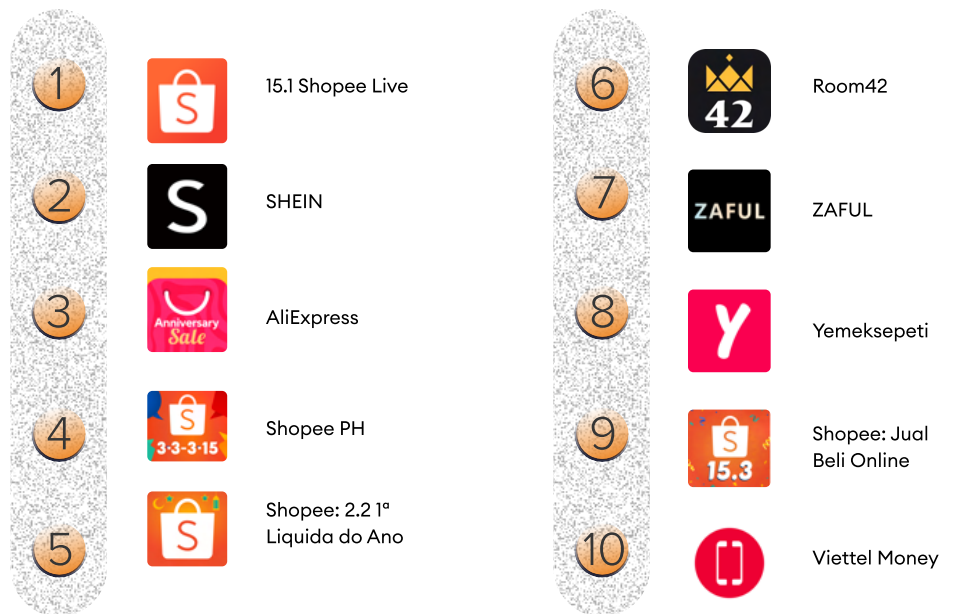 1
S
15.1 Shopee Live
2
S
SHEIN
3
Anniversary
Sale
AliExpress
4
S
3•3-3•15
Shopee PH
5
S
Shopee: 2.2 1ª
Liquida do Ano
6
42
Room42
7
ZAFUL
ZAFUL
8
Y
Yemeksepeti
9
S
15.3
Shopee: Jual
Beli Online
10
Viettel Money